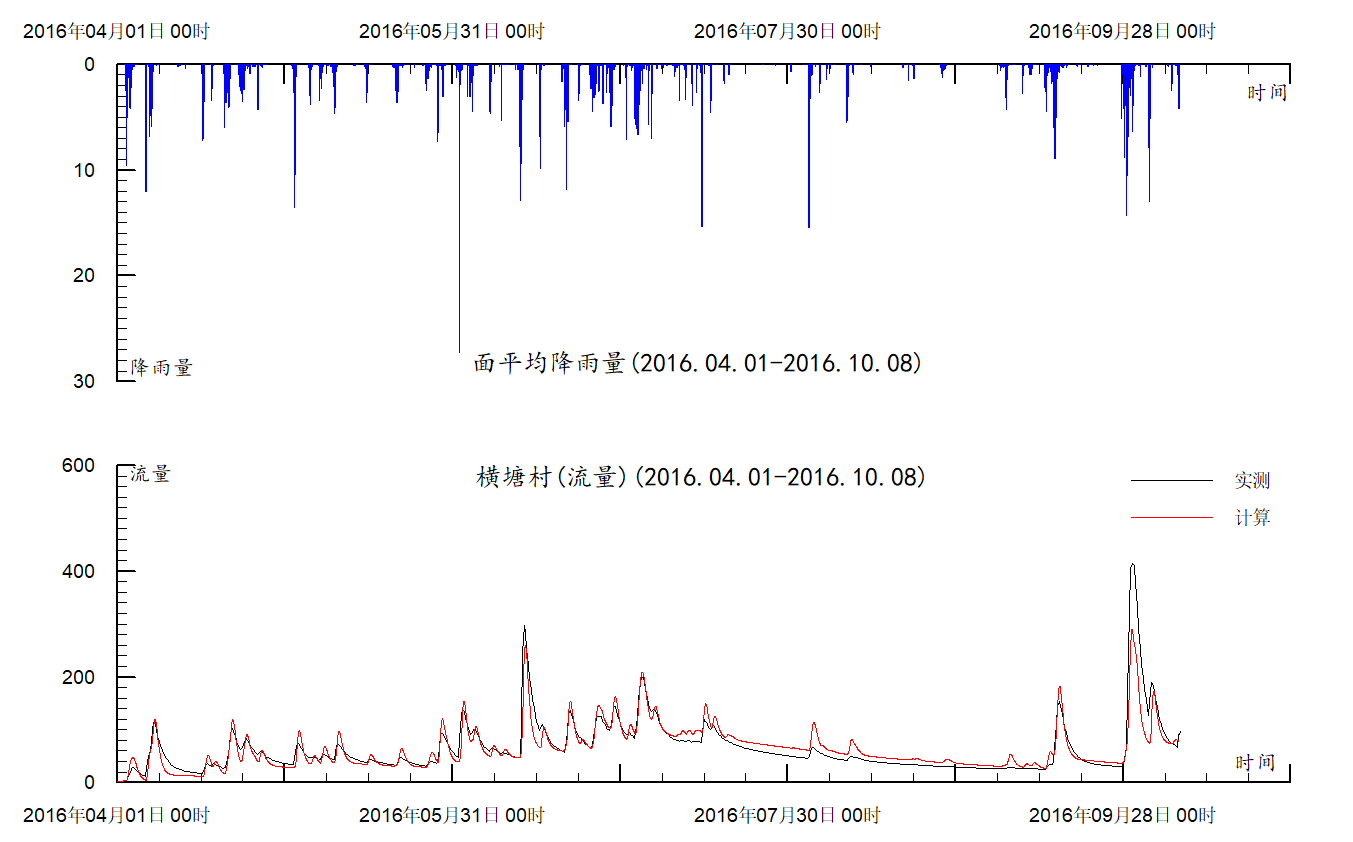 2016年04月01日 00时 2016年05月31日 00时 2016年07月30日 00时 2016年09月28日 00时
0
时间
10
20
降雨量 面平均降雨量(2016.04.01-2016.10.08)
30
600
流量 横塘村(流量)(2016.04.01-2016.10.08) 实测
计算
400
200
时间
0
2016年04月01日 00时 2016年05月31日 00时 2016年07月30日 00时 2016年09月28日 00时